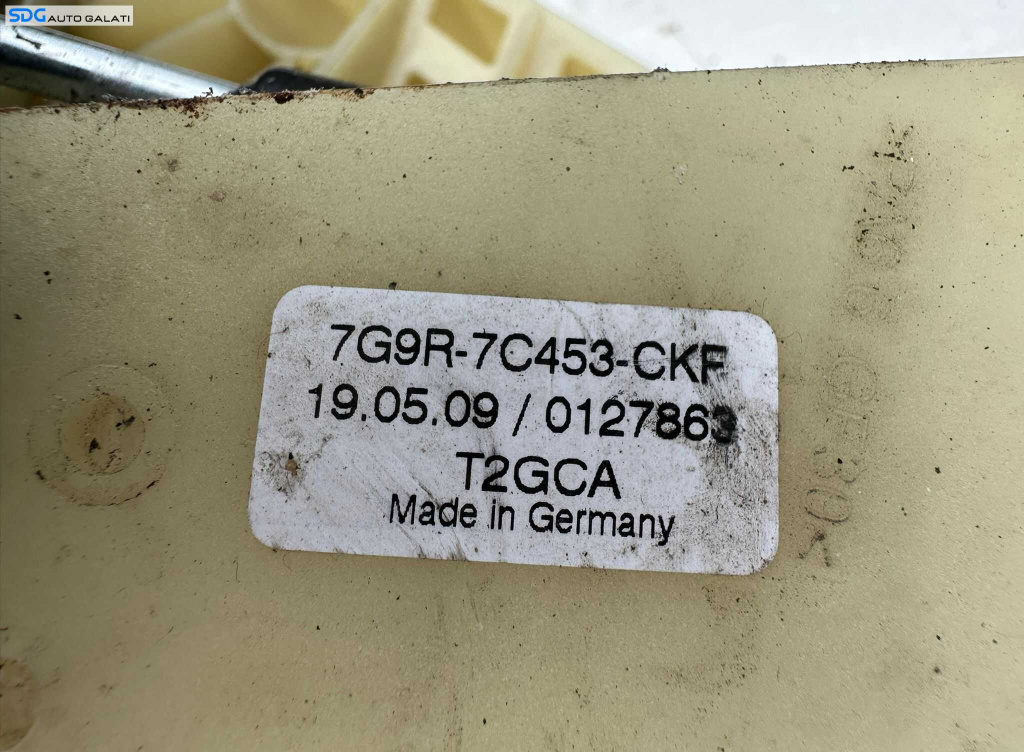 SDG AUTO GALATI
7G9R-7C453-CKF
19.05.09 / 0127863
T2GCA
Made in Germany